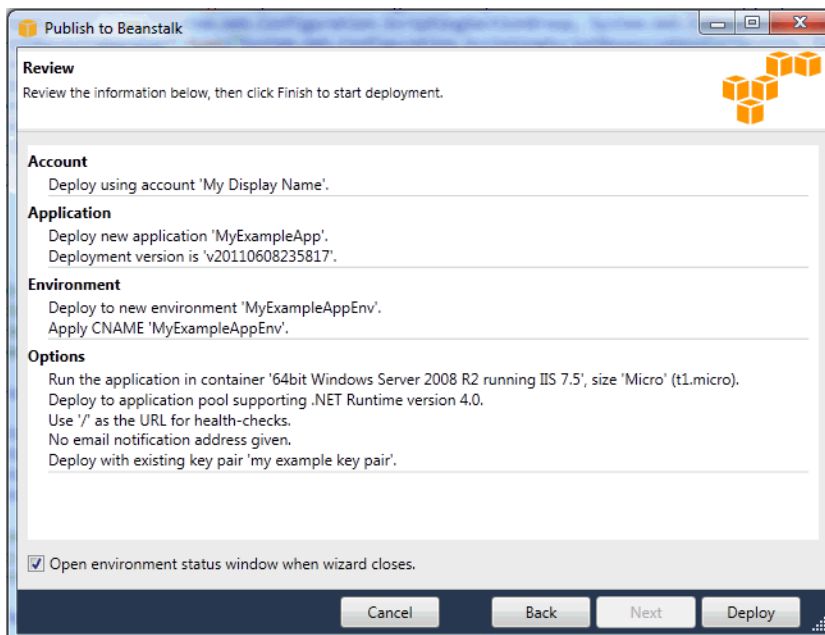 Publish to Beanstalk
Review
Review the information below, then click Finish to start deployment.
Account
Deploy using account 'My Display Name'.
Application
Deploy new application 'MyExampleApp'.
Deployment version is 'v20110608235817'.
Environment
Deploy to new environment 'MyExampleAppEnv'.
Apply CNAME 'MyExampleAppEnv'.
Options
Run the application in container '64bit Windows Server 2008 R2 running IIS 7.5', size 'Micro' (t1.micro).
Deploy to application pool supporting .NET Runtime version 4.0.
Use '/' as the URL for health-checks.
No email notification address given.
Deploy with existing key pair 'my example key pair'.
Open environment status window when wizard closes.
Cancel Back Next Deploy